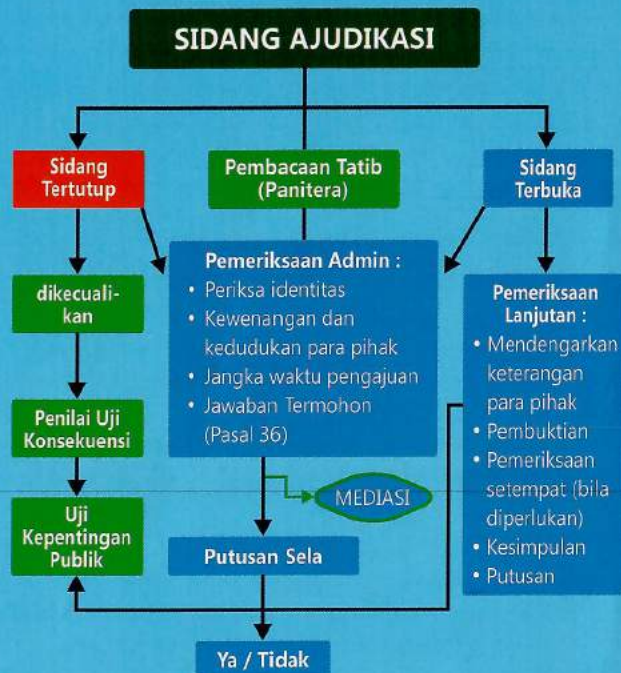 SIDANG AJUDIKASI
Sidang
Tertutup
Pembacaan Tatib
(Panitera)
Sidang
Terbuka
dikecuali-
kan
Penilai Uji
Konsekuensi
Uji
Kepentingan
Publik
Pemeriksaan Admin :
• Periksa identitas
• Kewenangan dan
kedudukan para pihak
• Jangka waktu pengajuan
• Jawaban Termohon
(Pasal 36)
MEDIASI
Putusan Sela
Ya / Tidak
Pemeriksaan
Lanjutan :
• Mendengarkan
keterangan
para pihak
• Pembuktian
• Pemeriksaan
setempat (bila
diperlukan)
• Kesimpulan
• Putusan